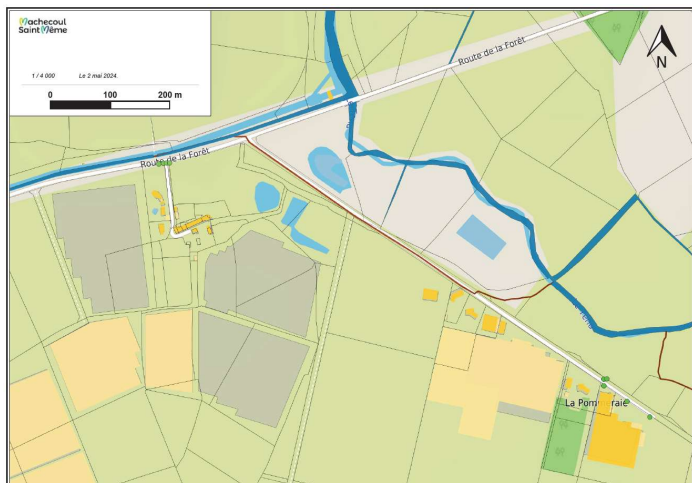 Machecoul
Saint Même
1 / 4 000 Le 2 mai 2024.
0 100 200 m
N
Route de la Forêt
Route de la Forêt
La Pommeraie